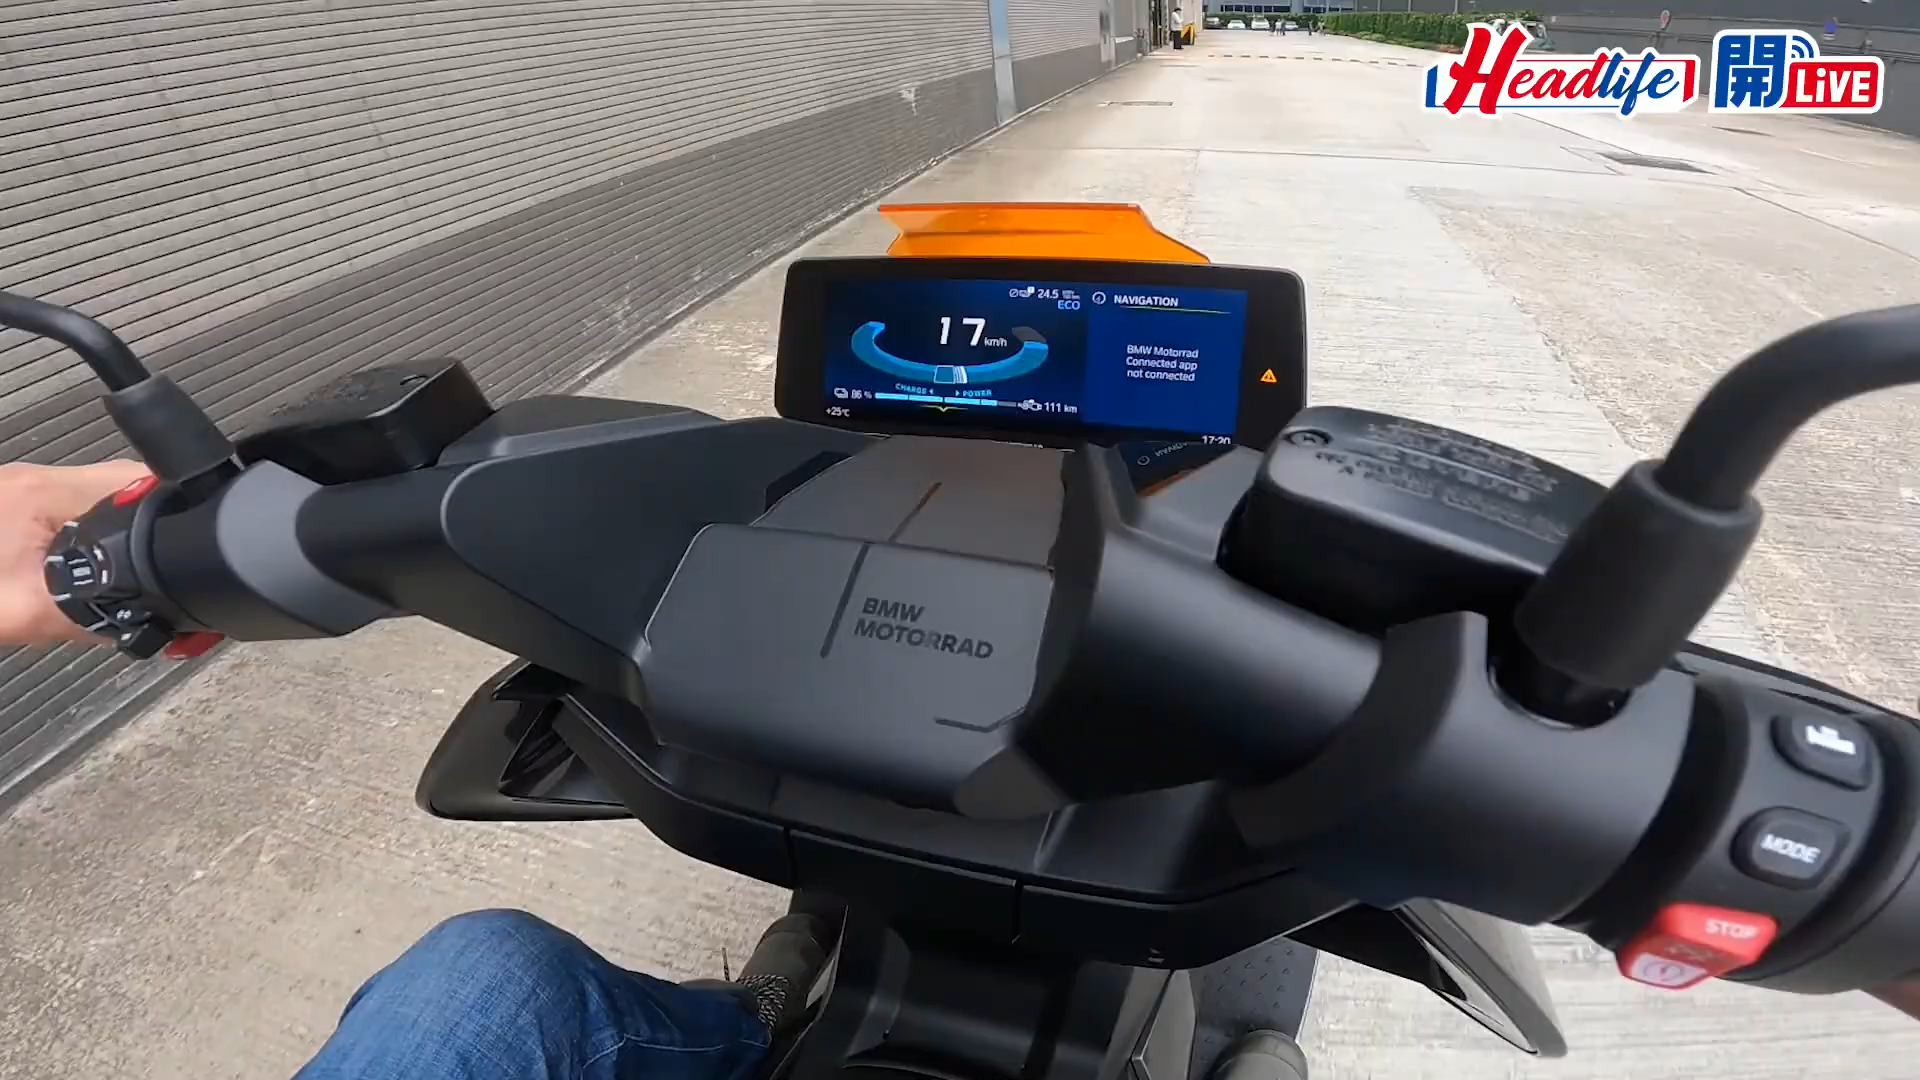 Headlife 開 LiVE
24.5
ECO
NAVIGATION
17 km/h
BMW Motorrad
Connected app
not connected
CHARGE
POWER
86 %
111 km
+25°C
17:20
BMW
MOTORRAD
MODE
STOP